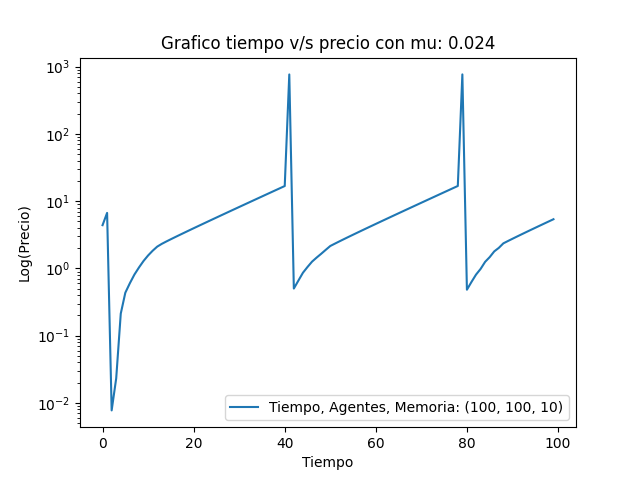 Grafico tiempo v/s precio con mu: 0.024
Log(Precio)
10³
10²
10¹
10⁰
10⁻¹
10⁻²
Tiempo, Agentes, Memoria: (100, 100, 10)
0 20 40 60 80 100
Tiempo